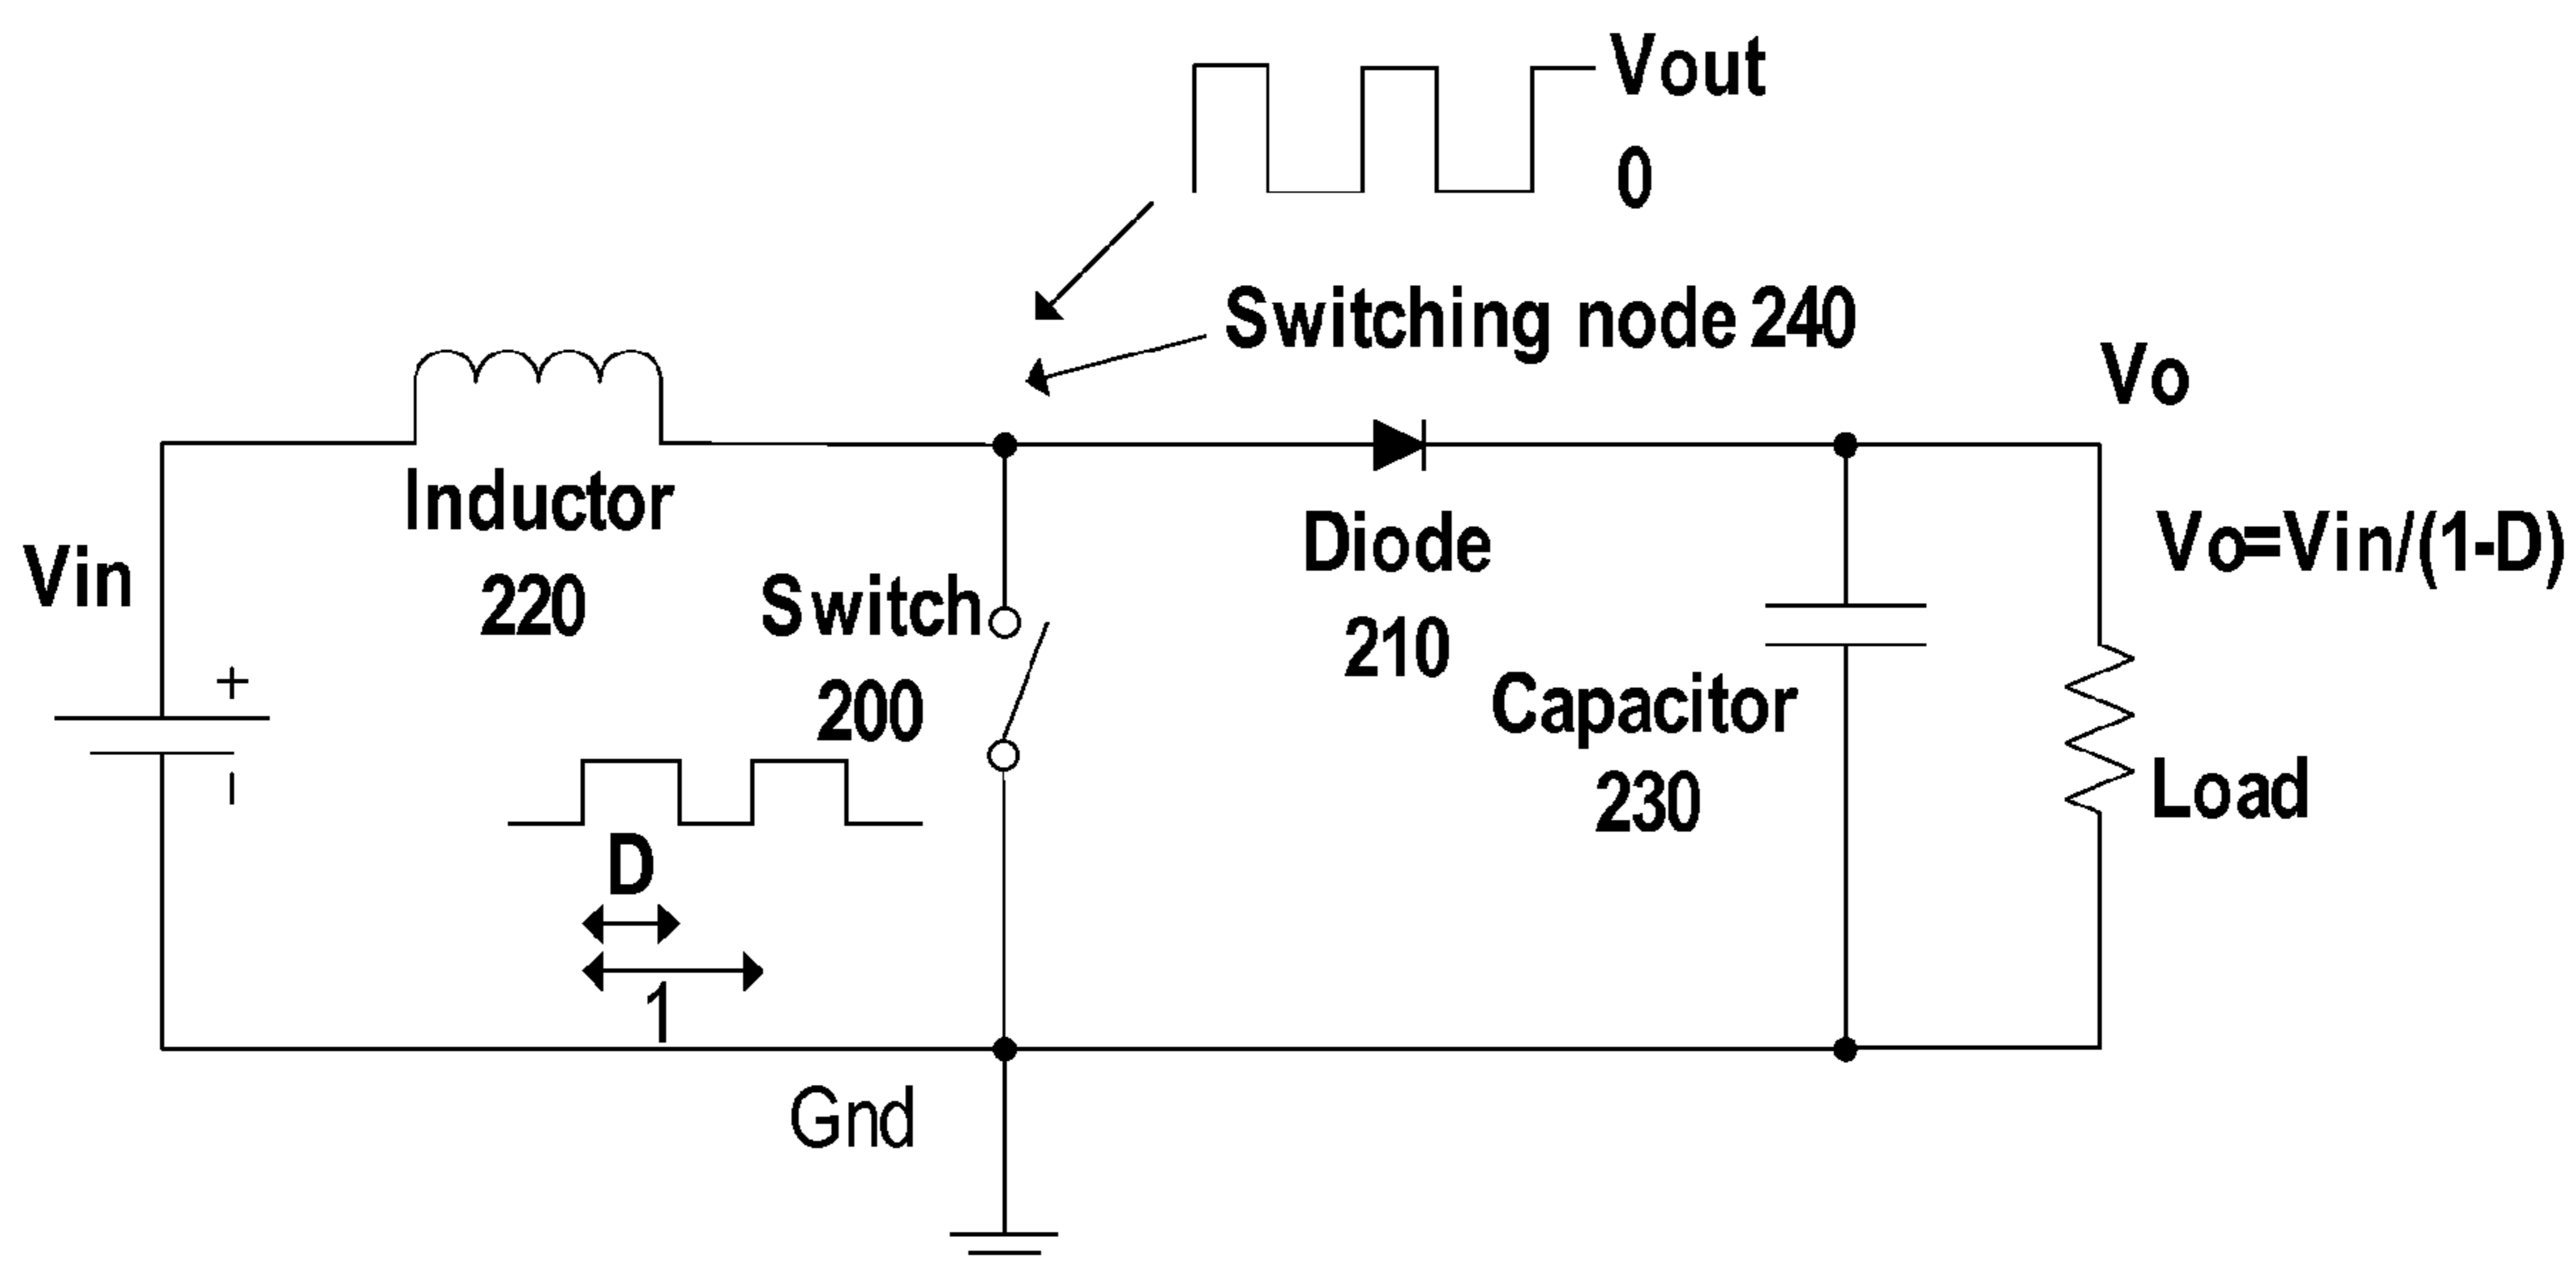 Vout
0
Switching node 240
Vo
Inductor
220
Vin
+
-
Switch
200
Diode
210
Vo=Vin/(1-D)
Capacitor
230
Load
D
1
Gnd